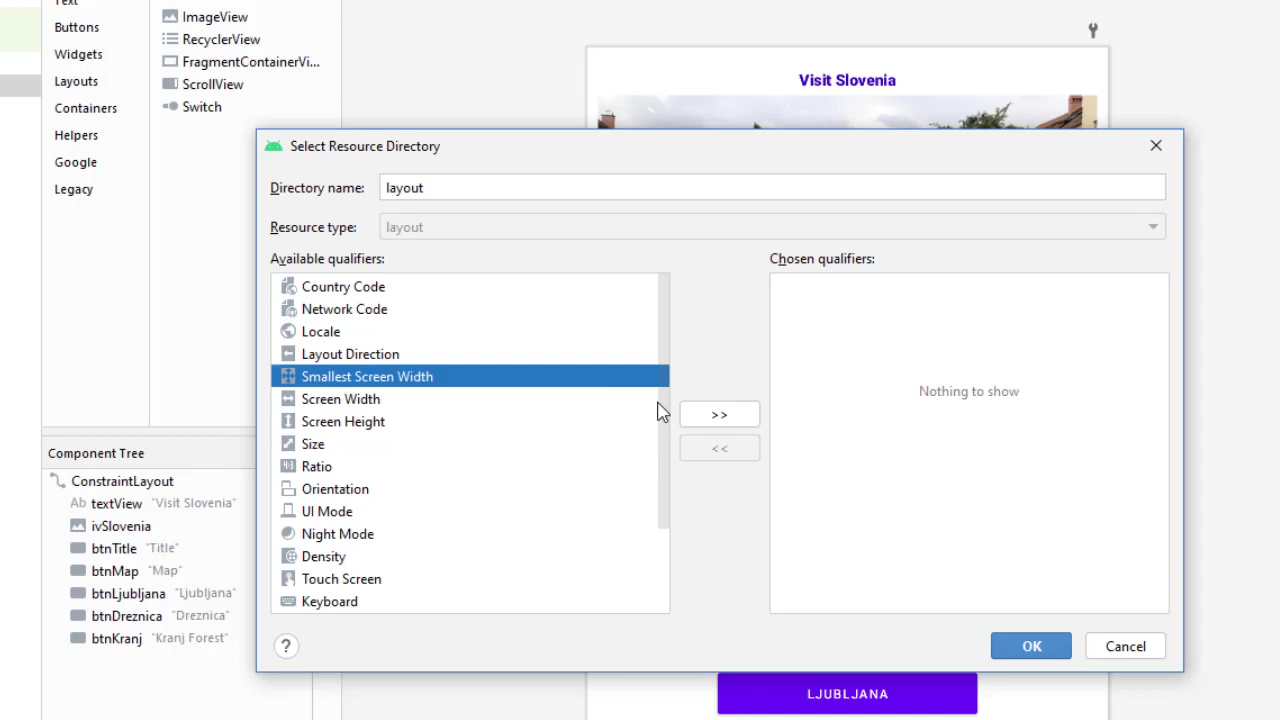 Text
Buttons
Widgets
Layouts
Containers
Helpers
Google
Legacy
ImageView
RecyclerView
FragmentContainerVi...
ScrollView
Switch
Visit Slovenia
Select Resource Directory
Directory name: layout
Resource type: layout
Available qualifiers:
Country Code
Network Code
Locale
Layout Direction
Smallest Screen Width
Screen Width
Screen Height
Size
Ratio
Orientation
UI Mode
Night Mode
Density
Touch Screen
Keyboard
>>
<<
Chosen qualifiers:
Nothing to show
?
OK
Cancel
Component Tree
ConstraintLayout
Ab textView "Visit Slovenia"
ivSlovenia
btnTitle "Title"
btnMap "Map"
btnLjubljana "Ljubljana"
btnDreznica "Dreznica"
btnKranj "Kranj Forest"
LJUBLJANA